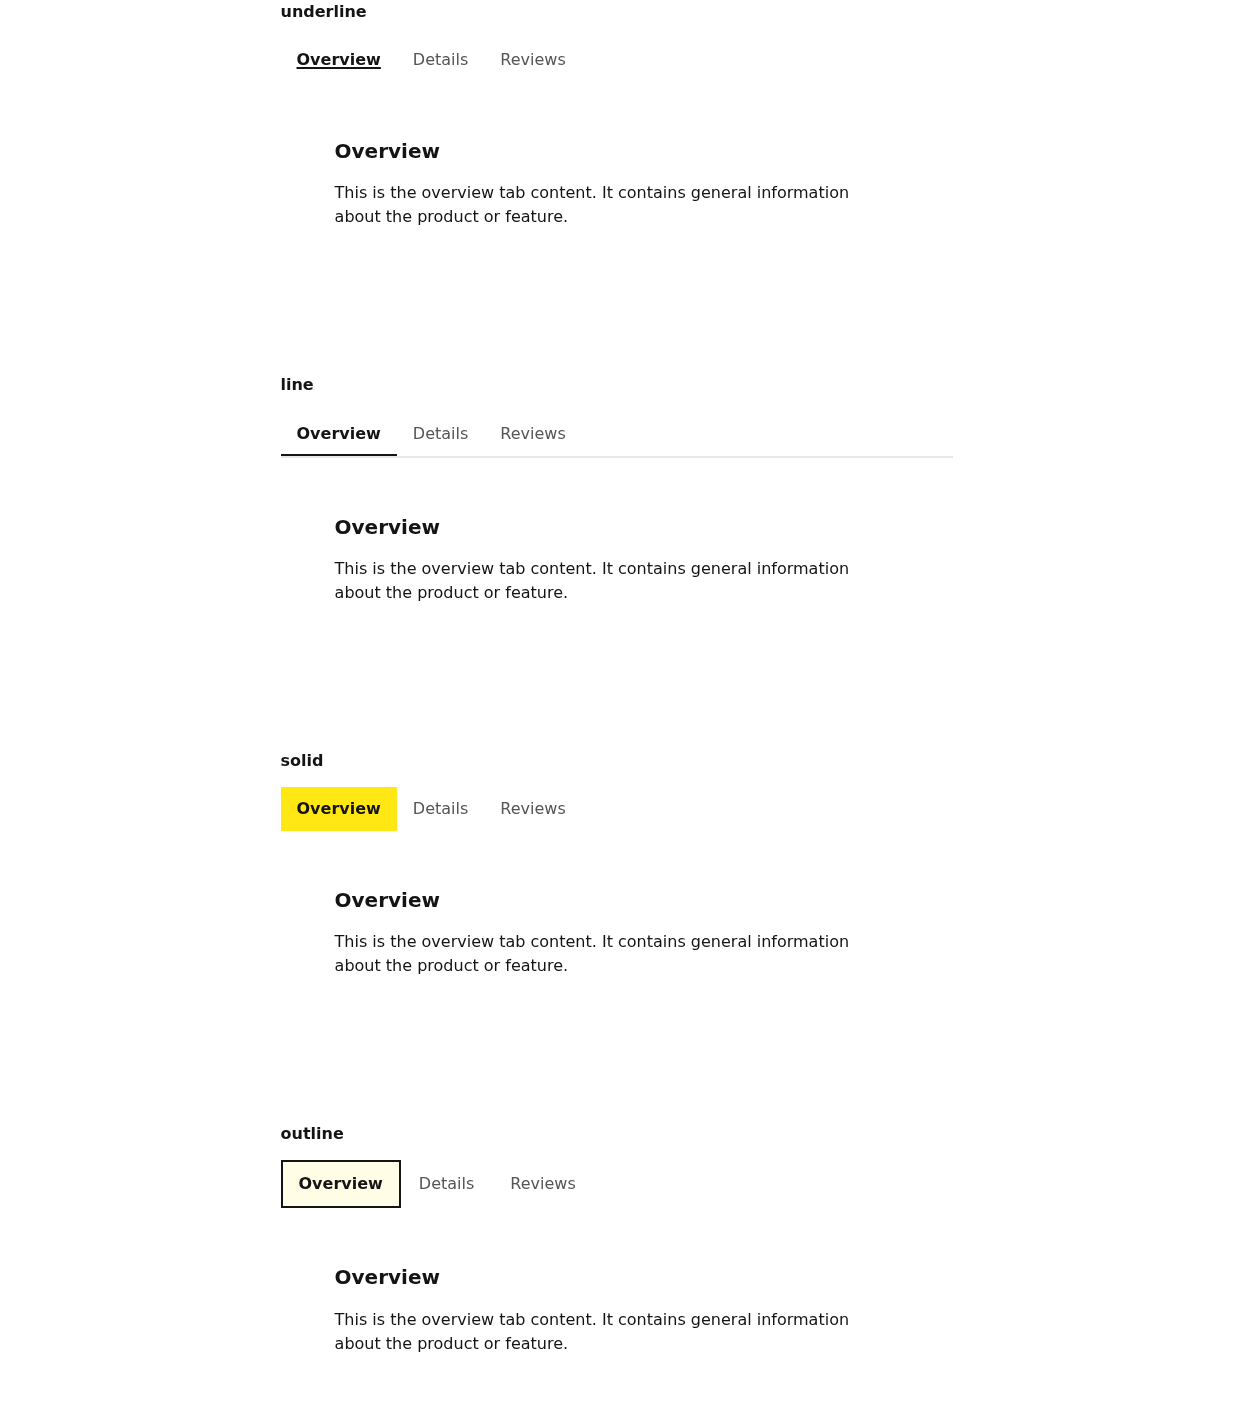 underline
Overview Details Reviews
Overview
This is the overview tab content. It contains general information
about the product or feature.
line
Overview Details Reviews
Overview
This is the overview tab content. It contains general information
about the product or feature.
solid
Overview Details Reviews
Overview
This is the overview tab content. It contains general information
about the product or feature.
outline
Overview Details Reviews
Overview
This is the overview tab content. It contains general information
about the product or feature.